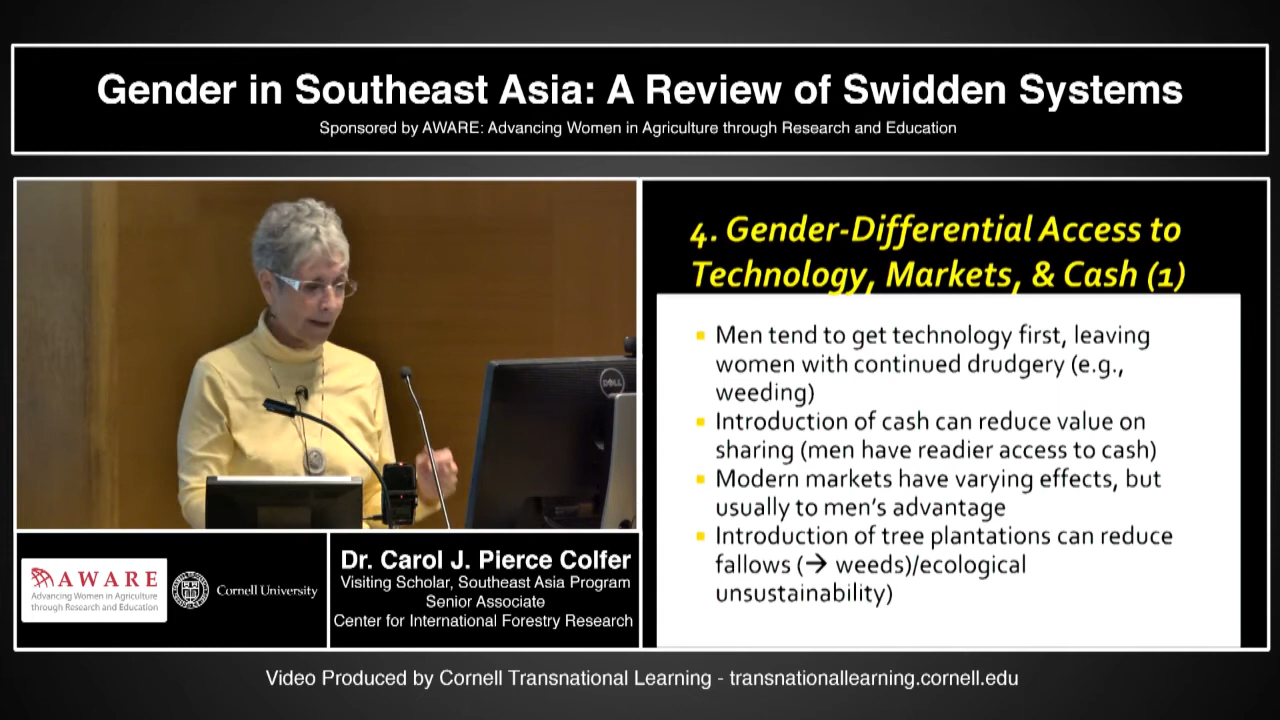 Gender in Southeast Asia: A Review of Swidden Systems
Sponsored by AWARE: Advancing Women in Agriculture through Research and Education
DELL
4. Gender-Differential Access to
Technology, Markets, & Cash (1)
▪ Men tend to get technology first, leaving
women with continued drudgery (e.g.,
weeding)
▪ Introduction of cash can reduce value on
sharing (men have readier access to cash)
▪ Modern markets have varying effects, but
usually to men's advantage
▪ Introduction of tree plantations can reduce
fallows (→ weeds)/ecological
unsustainability)
AWARE
Advancing Women in Agriculture
through Research and Education
Cornell University
Dr. Carol J. Pierce Colfer
Visiting Scholar, Southeast Asia Program
Senior Associate
Center for International Forestry Research
Video Produced by Cornell Transnational Learning - transnationallearning.cornell.edu